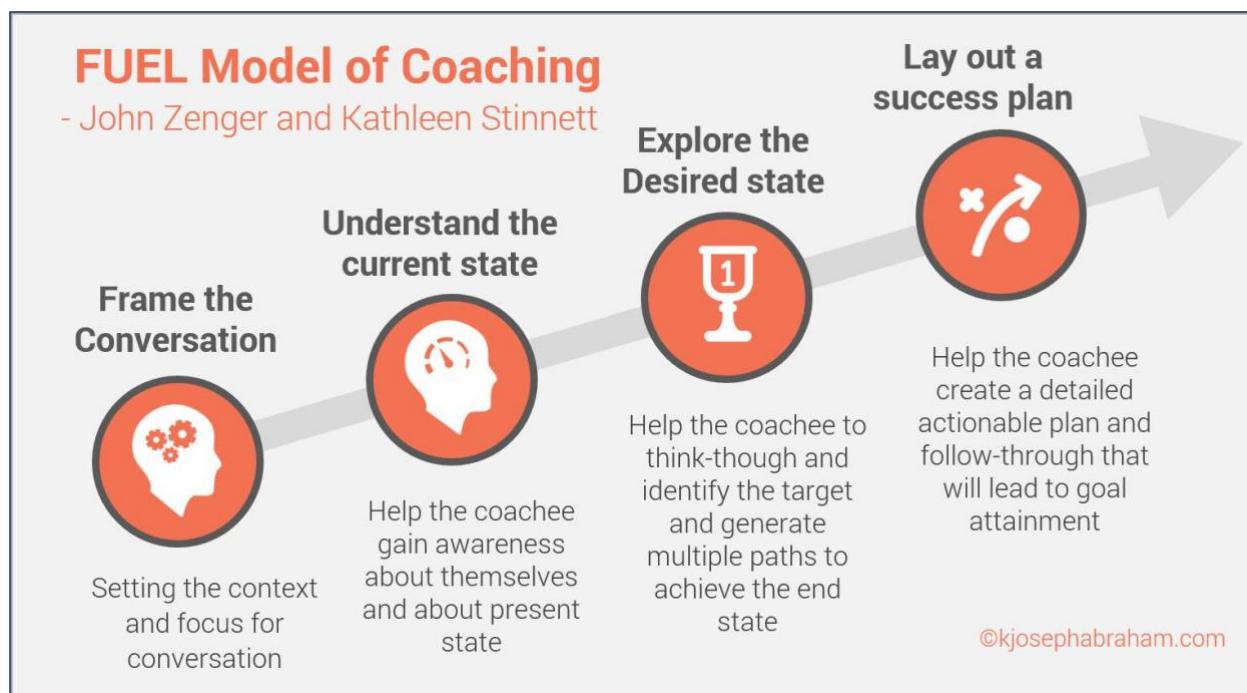 FUEL Model of Coaching
- John Zenger and Kathleen Stinnett
Frame the
Conversation
Setting the context
and focus for
conversation
Understand the
current state
Help the coachee
gain awareness
about themselves
and about present
state
Explore the
Desired state
1
Help the coachee to
think-though and
identify the target
and generate
multiple paths to
achieve the end
state
Lay out a
success plan
Help the coachee
create a detailed
actionable plan and
follow-through that
will lead to goal
attainment
©kjosephabraham.com